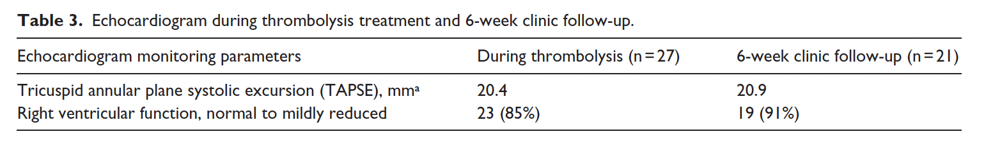 Table 3. Echocardiogram during thrombolysis treatment and 6-week clinic follow-up.
Echocardiogram monitoring parameters During thrombolysis (n = 27) 6-week clinic follow-up (n = 21)
Tricuspid annular plane systolic excursion (TAPSE), mmᵃ 20.4 20.9
Right ventricular function, normal to mildly reduced 23 (85%) 19 (91%)